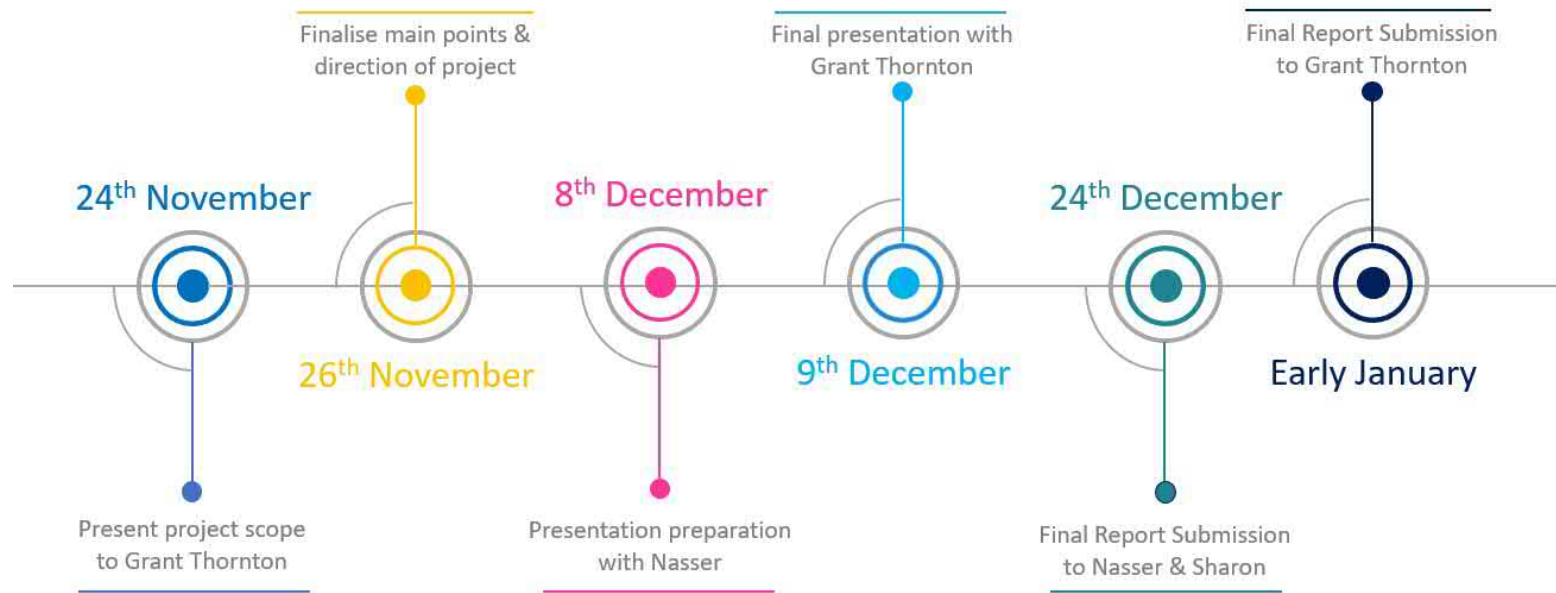 Finalise main points &
direction of project
Final presentation with
Grant Thornton
Final Report Submission
to Grant Thornton
24th November
8th December
24th December
26th November
9th December
Early January
Present project scope
to Grant Thornton
Presentation preparation
with Nasser
Final Report Submission
to Nasser & Sharon